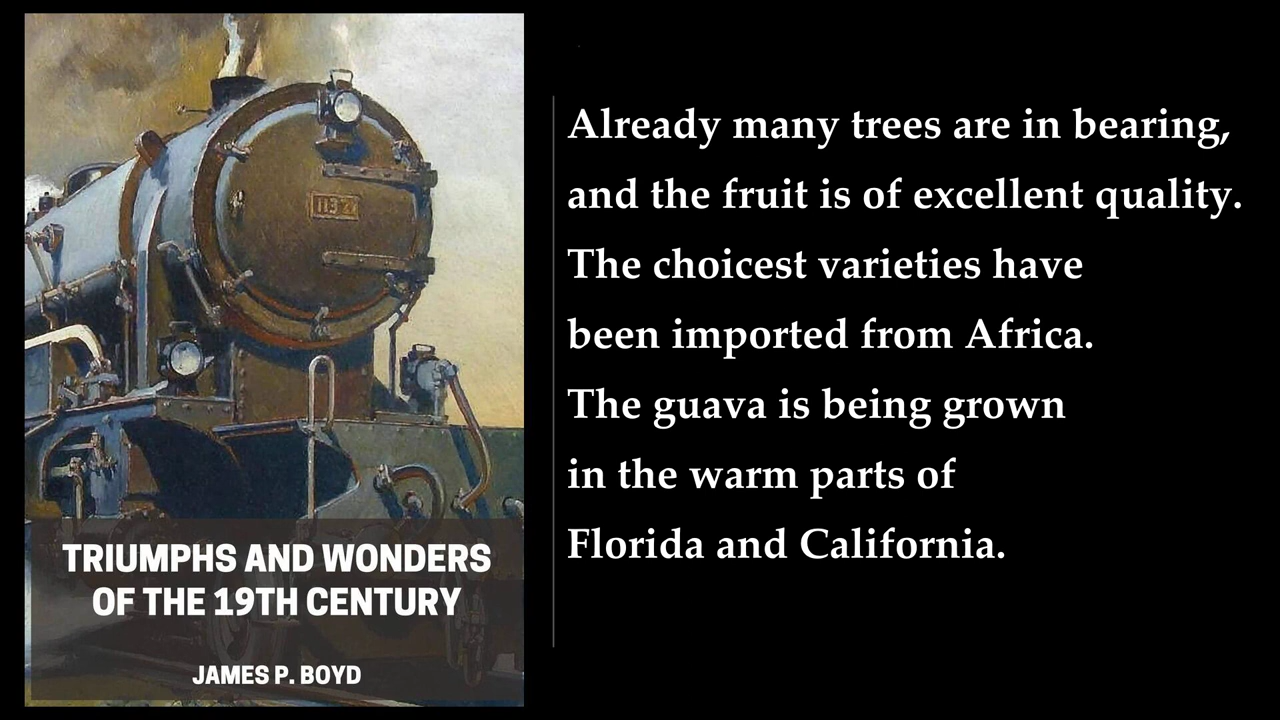 TRIUMPHS AND WONDERS
OF THE 19TH CENTURY
JAMES P. BOYD
Already many trees are in bearing,
and the fruit is of excellent quality.
The choicest varieties have
been imported from Africa.
The guava is being grown
in the warm parts of
Florida and California.